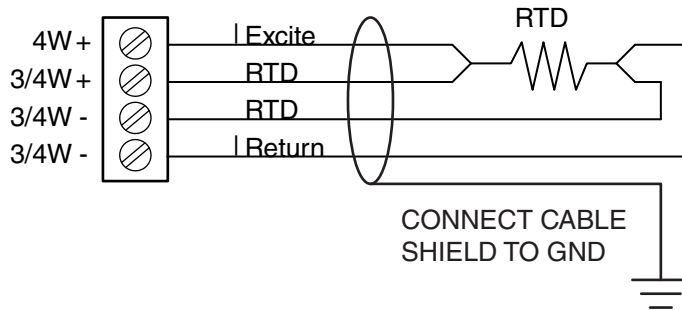 RTD
4W + | Excite
3/4W + RTD
3/4W - RTD
3/4W - | Return
CONNECT CABLE
SHIELD TO GND